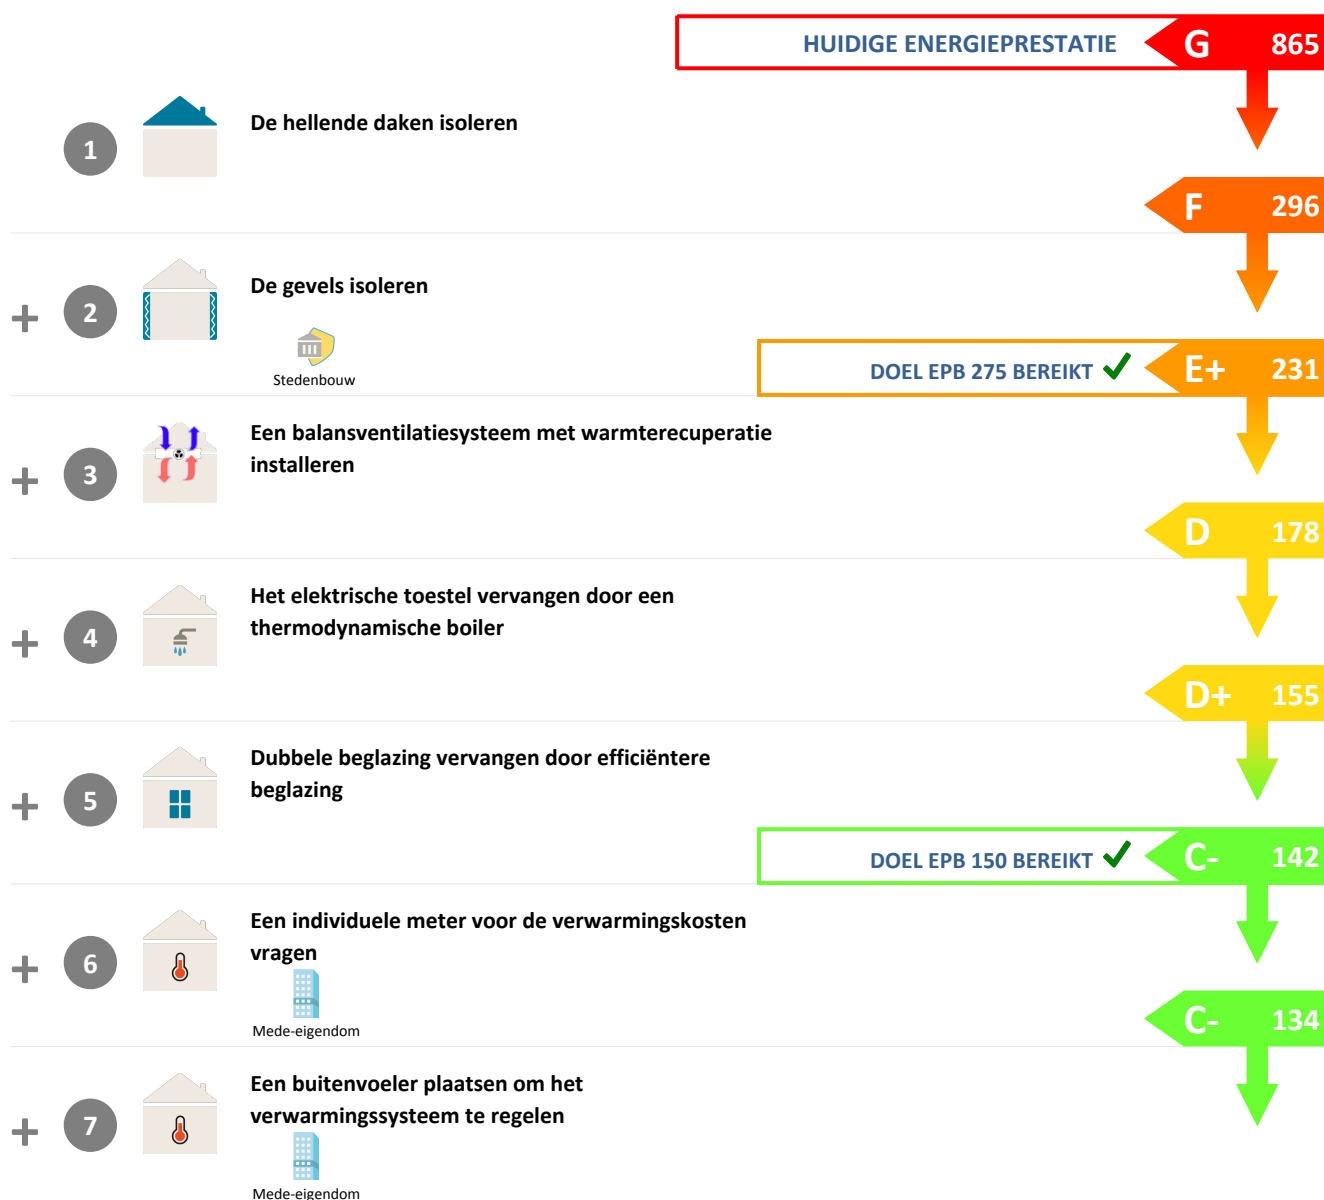 HUIDIGE ENERGIEPRESTATIE G 865
1 De hellende daken isoleren
F 296
+ 2 De gevels isoleren
Stedenbouw
DOEL EPB 275 BEREIKT E+ 231
+ 3 Een balansventilatiesysteem met warmterecuperatie
installeren
D 178
+ 4 Het elektrische toestel vervangen door een
thermodynamische boiler
D+ 155
+ 5 Dubbele beglazing vervangen door efficiëntere
beglazing
DOEL EPB 150 BEREIKT C- 142
+ 6 Een individuele meter voor de verwarmingskosten
vragen
Mede-eigendom
C- 134
+ 7 Een buitenvoeler plaatsen om het
verwarmingssysteem te regelen
Mede-eigendom